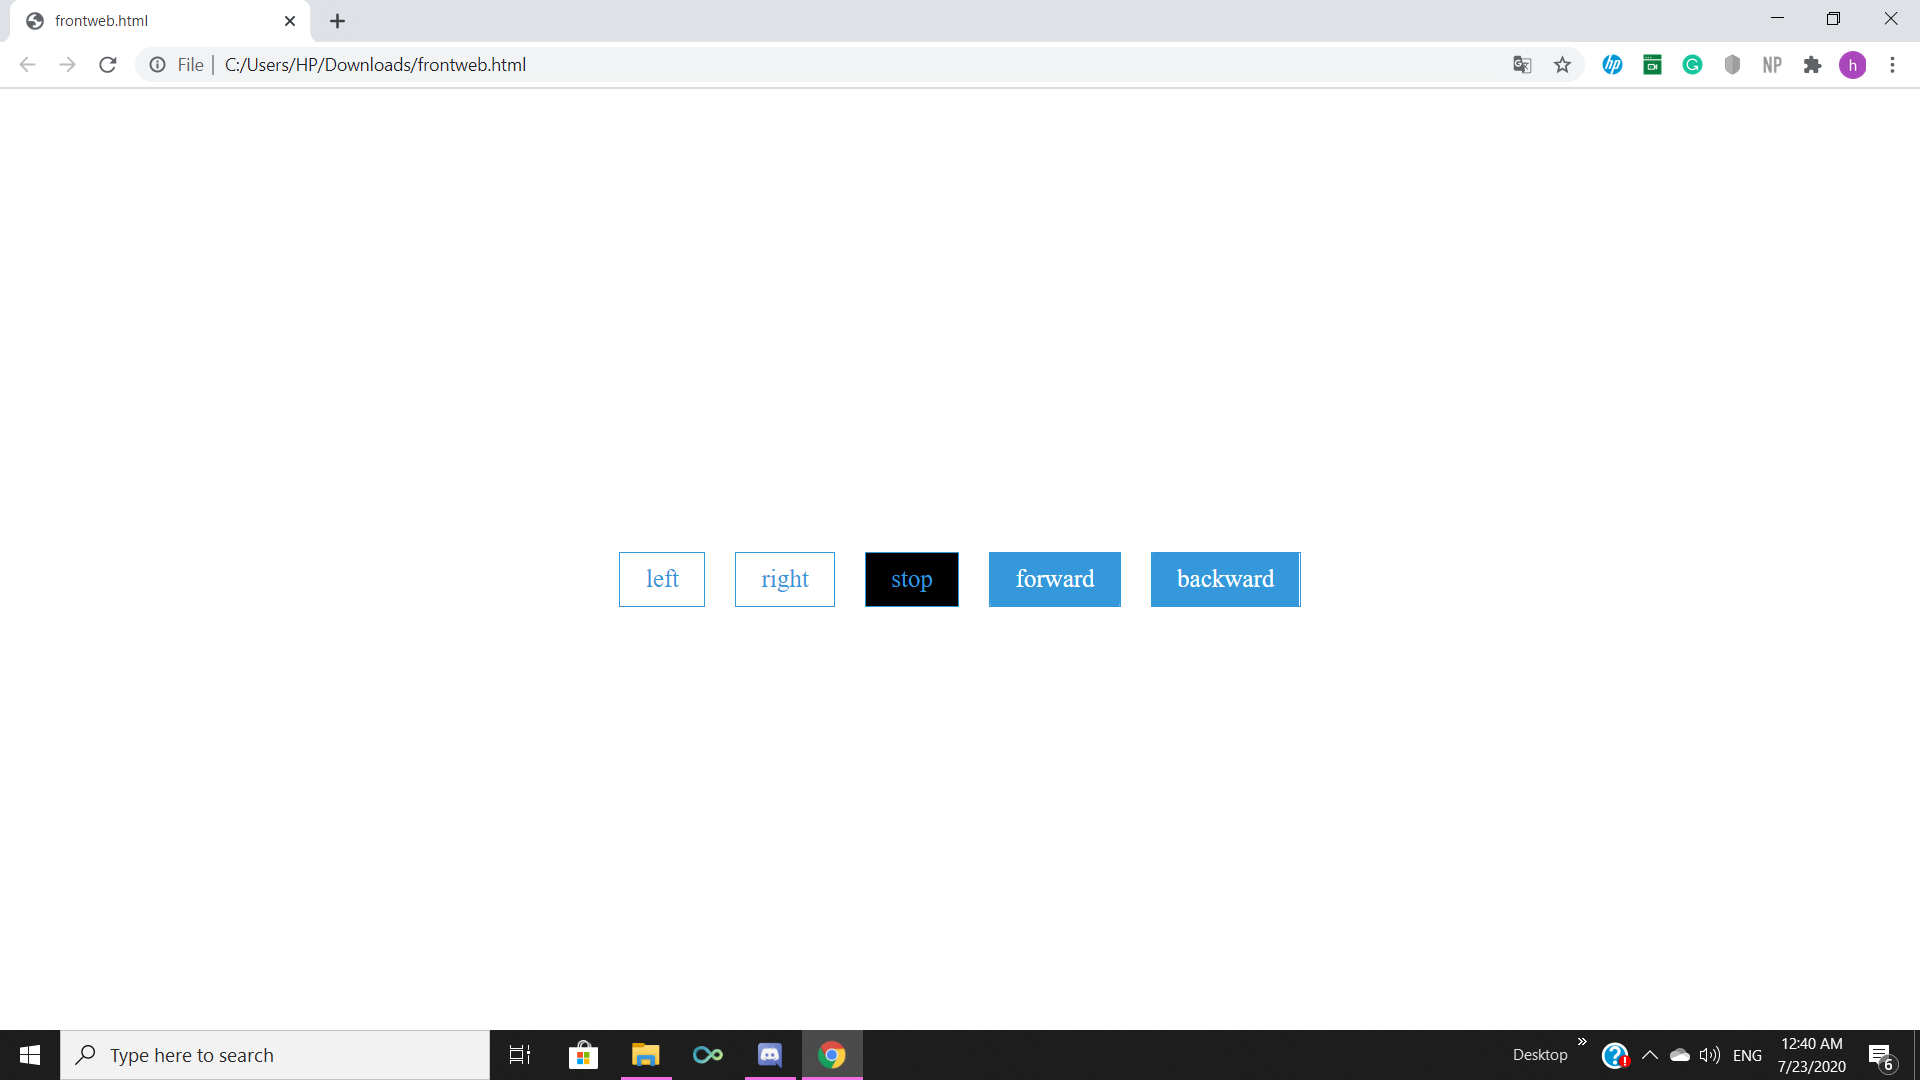 frontweb.html
File C:/Users/HP/Downloads/frontweb.html
hp
NP
h
left right stop forward backward
Type here to search
Desktop
ENG
12:40 AM
7/23/2020
6